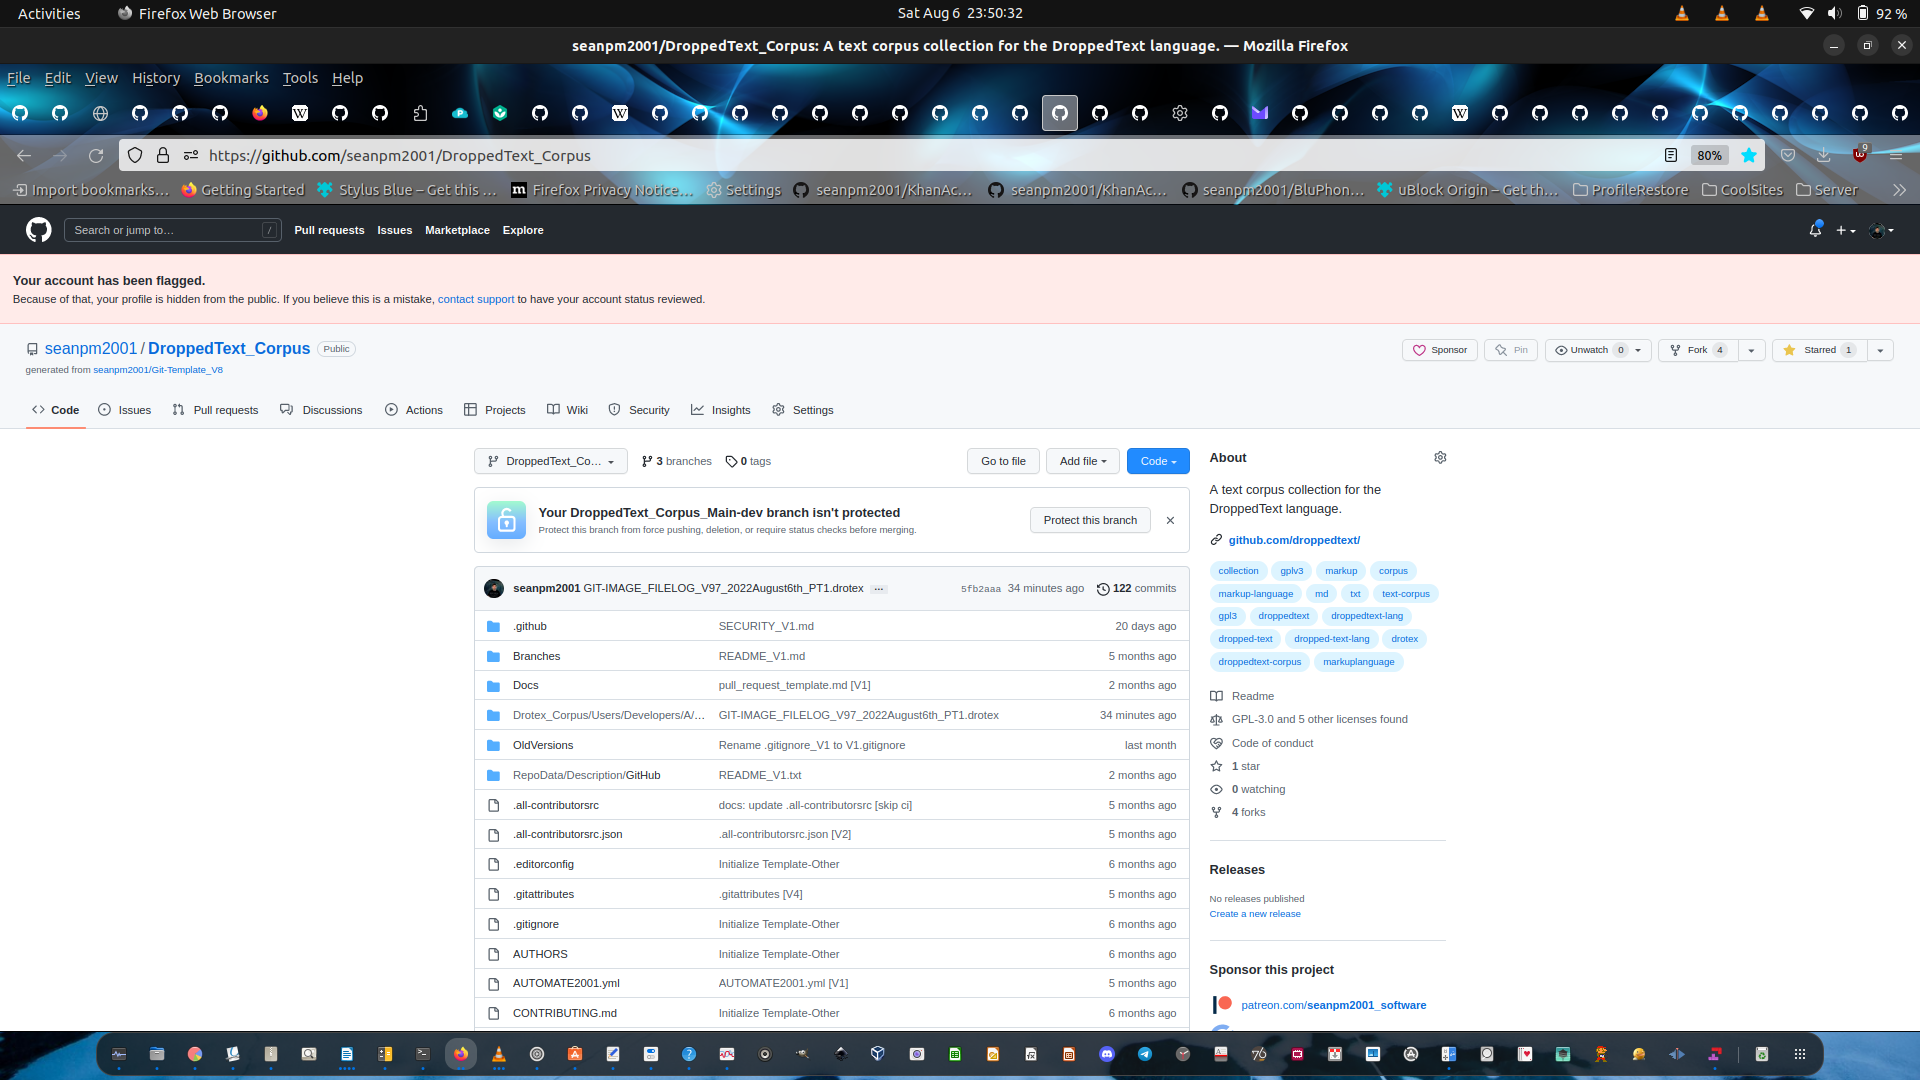 Activities Firefox Web Browser Sat Aug 6 23:50:32 92 %
seanpm2001/DroppedText_Corpus: A text corpus collection for the DroppedText language. — Mozilla Firefox
File Edit View History Bookmarks Tools Help
https://github.com/seanpm2001/DroppedText_Corpus 80% 9
Import bookmarks… Getting Started Stylus Blue – Get this … Firefox Privacy Notice… Settings seanpm2001/KhanAc… seanpm2001/KhanAc… seanpm2001/BluPhon… uBlock Origin – Get th… ProfileRestore CoolSites Server
Search or jump to… / Pull requests Issues Marketplace Explore
Your account has been flagged.
Because of that, your profile is hidden from the public. If you believe this is a mistake, contact support to have your account status reviewed.
seanpm2001 / DroppedText_Corpus Public Sponsor Pin Unwatch 0 Fork 4 Starred 1
generated from seanpm2001/Git-Template_V8
Code Issues Pull requests Discussions Actions Projects Wiki Security Insights Settings
DroppedText_Co… 3 branches 0 tags Go to file Add file Code
Your DroppedText_Corpus_Main-dev branch isn't protected
Protect this branch from force pushing, deletion, or require status checks before merging.
Protect this branch
seanpm2001 GIT-IMAGE_FILELOG_V97_2022August6th_PT1.drotex … 5fb2aaa 34 minutes ago 122 commits
.github SECURITY_V1.md 20 days ago
Branches README_V1.md 5 months ago
Docs pull_request_template.md [V1] 2 months ago
Drotex_Corpus/Users/Developers/A/… GIT-IMAGE_FILELOG_V97_2022August6th_PT1.drotex 34 minutes ago
OldVersions Rename .gitignore_V1 to V1.gitignore last month
RepoData/Description/GitHub README_V1.txt 2 months ago
.all-contributorsrc docs: update .all-contributorsrc [skip ci] 5 months ago
.all-contributorsrc.json .all-contributorsrc.json [V2] 5 months ago
.editorconfig Initialize Template-Other 6 months ago
.gitattributes .gitattributes [V4] 5 months ago
.gitignore Initialize Template-Other 6 months ago
AUTHORS Initialize Template-Other 6 months ago
AUTOMATE2001.yml AUTOMATE2001.yml [V1] 5 months ago
CONTRIBUTING.md Initialize Template-Other 6 months ago
About
A text corpus collection for the
DroppedText language.
github.com/droppedtext/
collection gplv3 markup corpus
markup-language md txt text-corpus
gpl3 droppedtext droppedtext-lang
dropped-text dropped-text-lang drotex
droppedtext-corpus markuplanguage
Readme
GPL-3.0 and 5 other licenses found
Code of conduct
1 star
0 watching
4 forks
Releases
No releases published
Create a new release
Sponsor this project
patreon.com/seanpm2001_software